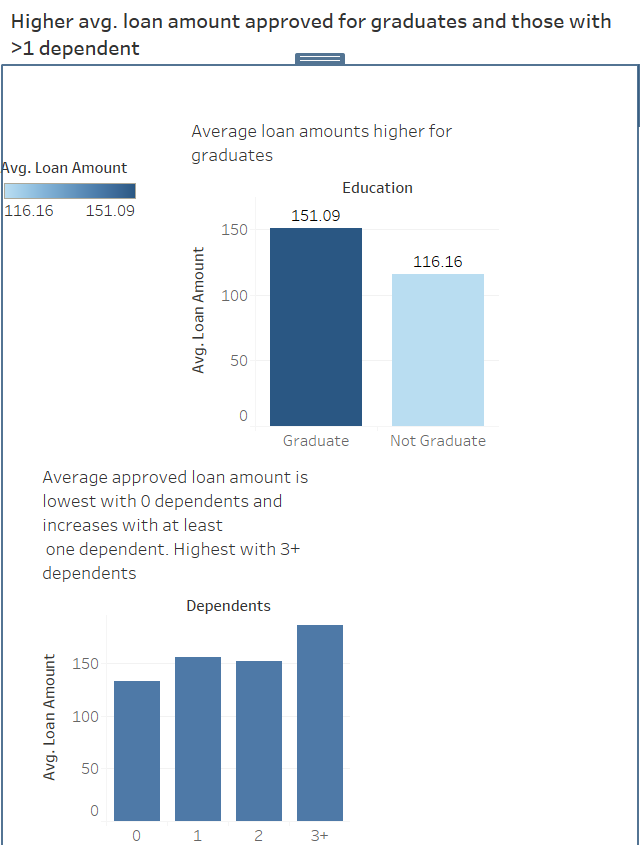 Higher avg. loan amount approved for graduates and those with
>1 dependent
Average loan amounts higher for
graduates
Avg. Loan Amount
116.16 151.09
Education
Avg. Loan Amount
150
100
50
0
151.09
116.16
Graduate Not Graduate
Average approved loan amount is
lowest with 0 dependents and
increases with at least
one dependent. Highest with 3+
dependents
Dependents
Avg. Loan Amount
150
100
50
0
0 1 2 3+